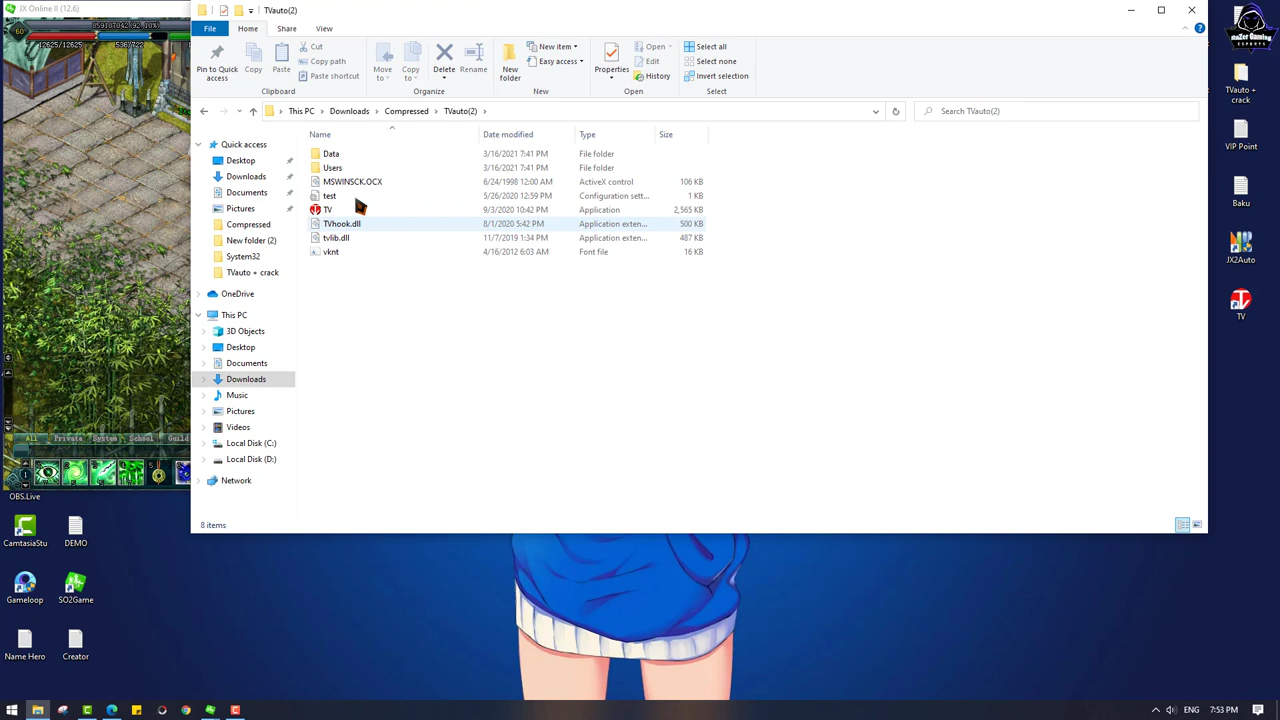 JX Online II (12.6)
60
859187042(92.10%)
12625/12625
536/722
All Private System School Guild
TVauto(2)
File Home Share View
Pin to Quick access
Copy
Paste
Cut
Copy path
Paste shortcut
Clipboard
Move to
Copy to
Delete
Rename
Organize
New folder
New item
Easy access
New
Properties
Open
Edit
History
Open
Select all
Select none
Invert selection
Select
This PC > Downloads > Compressed > TVauto(2) >
Search TVauto(2)
Name Date modified Type Size
Data 3/16/2021 7:41 PM File folder
Users 3/16/2021 7:41 PM File folder
MSWINSCK.OCX 6/24/1998 12:00 AM ActiveX control 106 KB
test 5/26/2020 12:59 PM Configuration sett... 1 KB
TV 9/3/2020 10:42 PM Application 2,565 KB
TVhook.dll 8/1/2020 5:42 PM Application exten... 500 KB
tvlib.dll 11/7/2019 1:34 PM Application exten... 487 KB
vknt 4/16/2012 6:03 AM Font file 16 KB
Quick access
Desktop
Downloads
Documents
Pictures
Compressed
New folder (2)
System32
TVauto + crack
OneDrive
This PC
3D Objects
Desktop
Documents
Downloads
Music
Pictures
Videos
Local Disk (C:)
Local Disk (D:)
Network
8 items
TVauto + crack
VIP Point
Baku
JX2Auto
TV
OBS.Live
CamtasiaStu
DEMO
Gameloop
SO2Game
Name Hero
Creator
ENG 7:53 PM